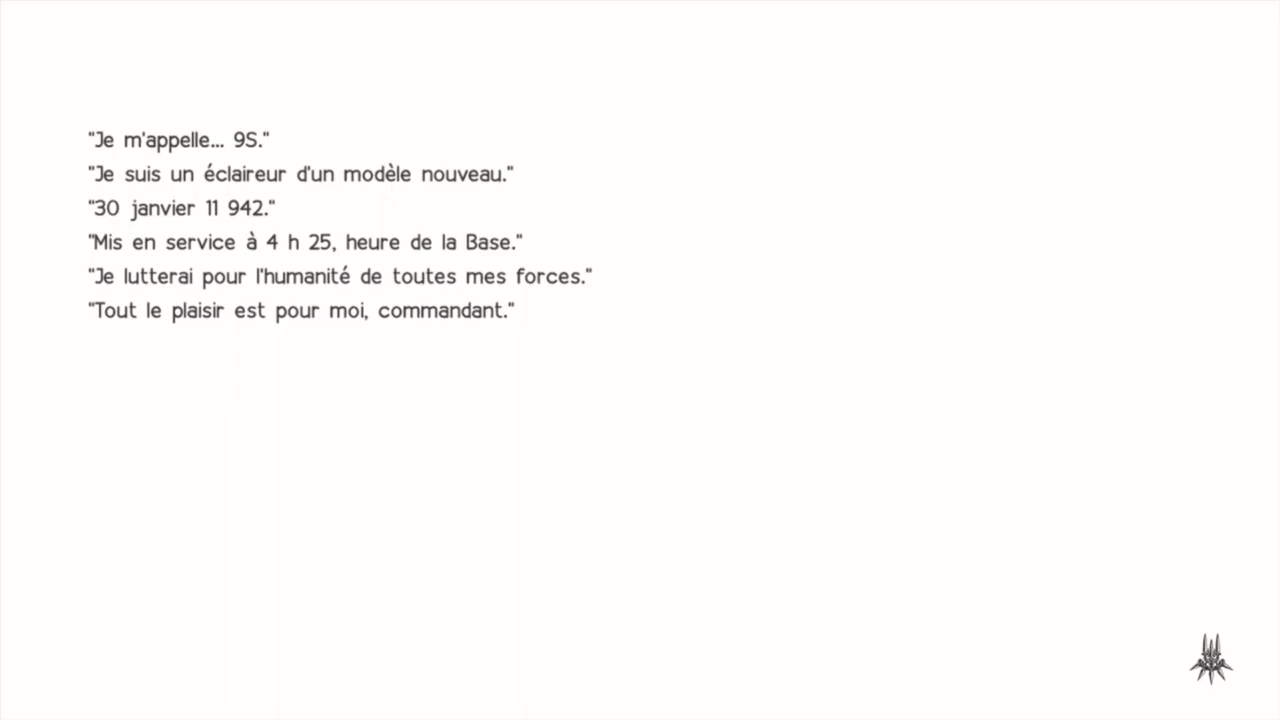 "Je m'appelle... 9S."
"Je suis un éclaireur d'un modèle nouveau."
"30 janvier 11 942."
"Mis en service à 4 h 25, heure de la Base."
"Je lutterai pour l'humanité de toutes mes forces."
"Tout le plaisir est pour moi, commandant."